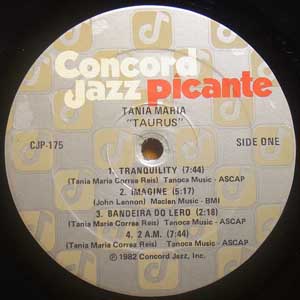 Concord
Jazz picante
TANIA MARIA
"TAURUS"
CJP-175
SIDE ONE
1. TRANQUILITY (7:44)
(Tania Maria Correa Reis) Tanoca Music - ASCAP
2. IMAGINE (5:17)
(John Lennon) Maclen Music - BMI
3. BANDEIRA DO LERO (2:18)
(Tania Maria Correa Reis) Tanoca Music - ASCAP
4. 2 A.M. (7:44)
(Tania Maria Correa Reis) Tanoca Music - ASCAP
℗ 1982 Concord Jazz, Inc.